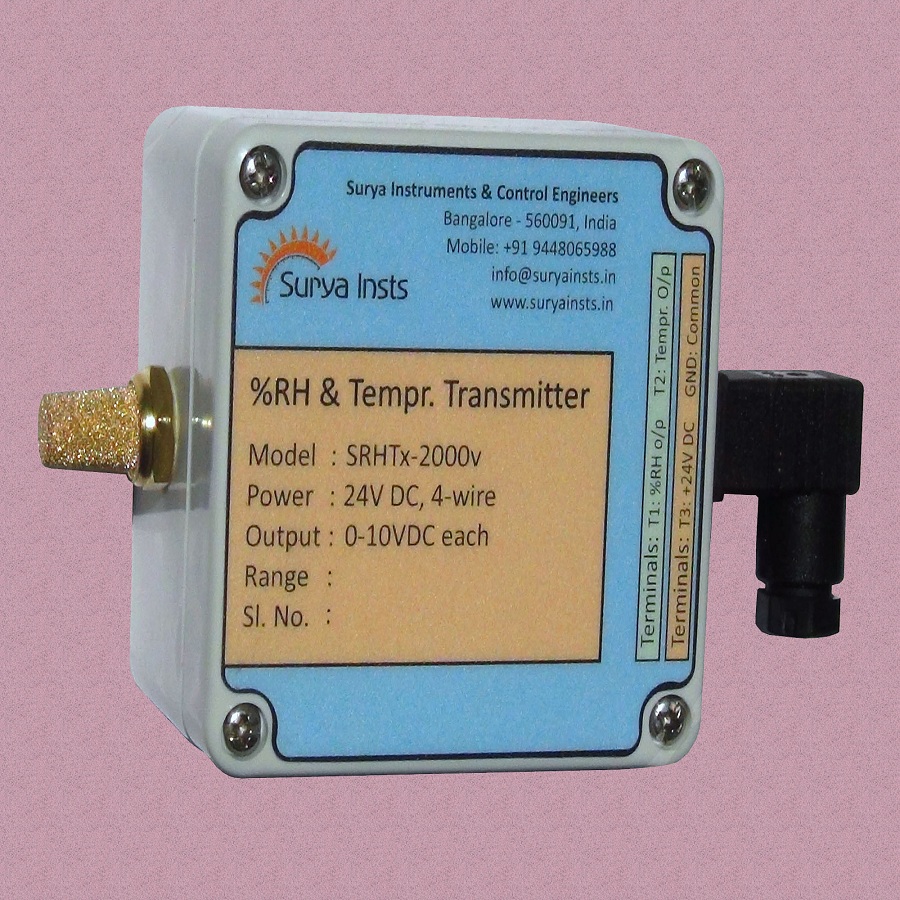 Surya Instruments & Control Engineers
Bangalore - 560091, India
Mobile: +91 9448065988
info@suryainsts.in
www.suryainsts.in
Surya Insts
%RH & Tempr. Transmitter
Model : SRHTx-2000v
Power : 24V DC, 4-wire
Output : 0-10VDC each
Range :
Sl. No. :
Terminals: T1: %RH o/p T2: Tempr. O/p
Terminals: T3: +24V DC GND: Common